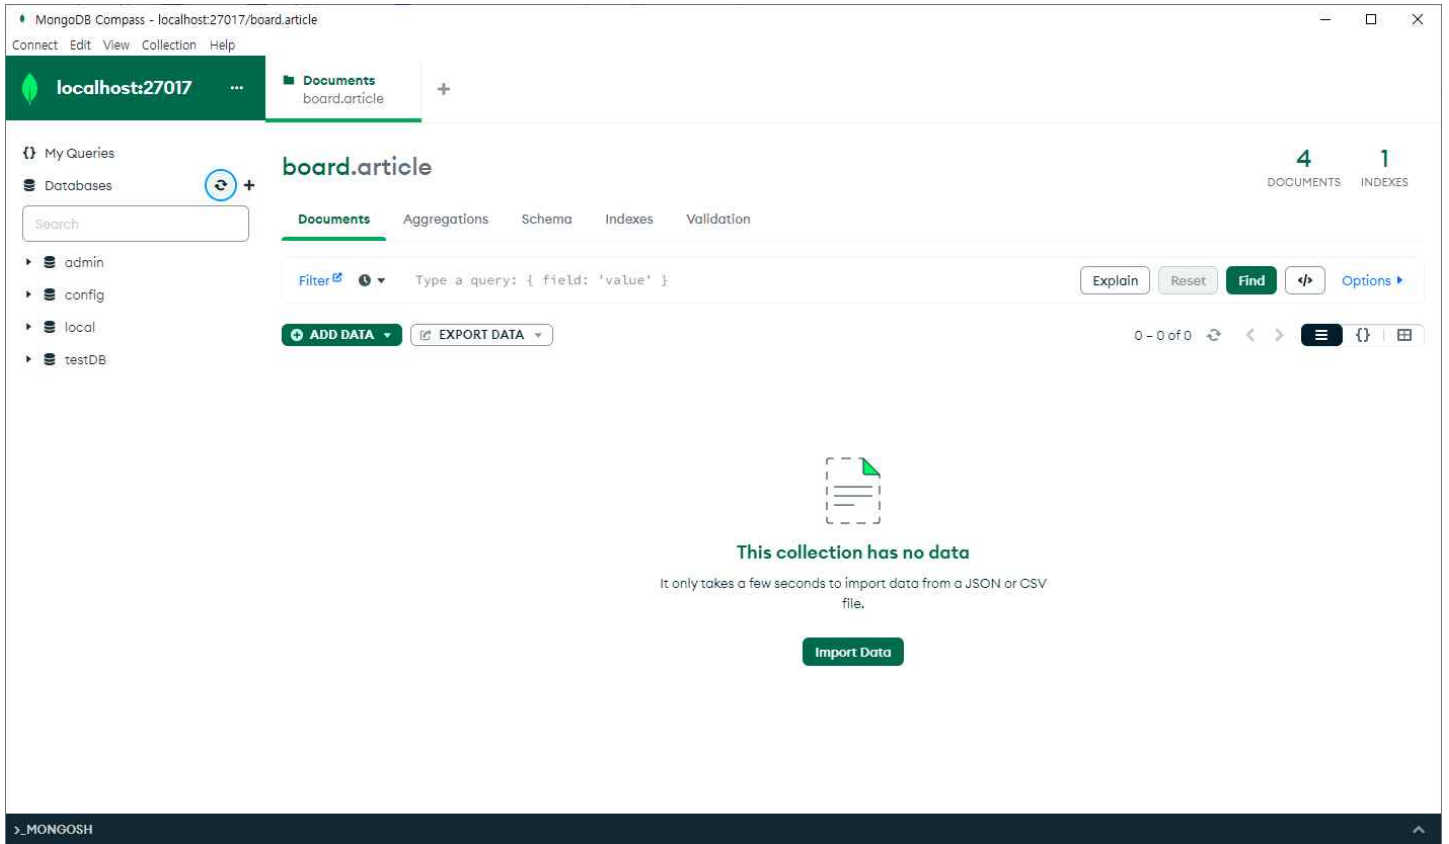 MongoDB Compass - localhost:27017/board.article
Connect Edit View Collection Help
localhost:27017 ...
Documents
board.article
{} My Queries
Databases
Search
admin
config
local
testDB
board.article
4
DOCUMENTS
1
INDEXES
Documents Aggregations Schema Indexes Validation
Filter
Type a query: { field: 'value' }
Explain Reset Find </> Options
ADD DATA EXPORT DATA
0 – 0 of 0
{}
This collection has no data
It only takes a few seconds to import data from a JSON or CSV
file.
Import Data
>_MONGOSH